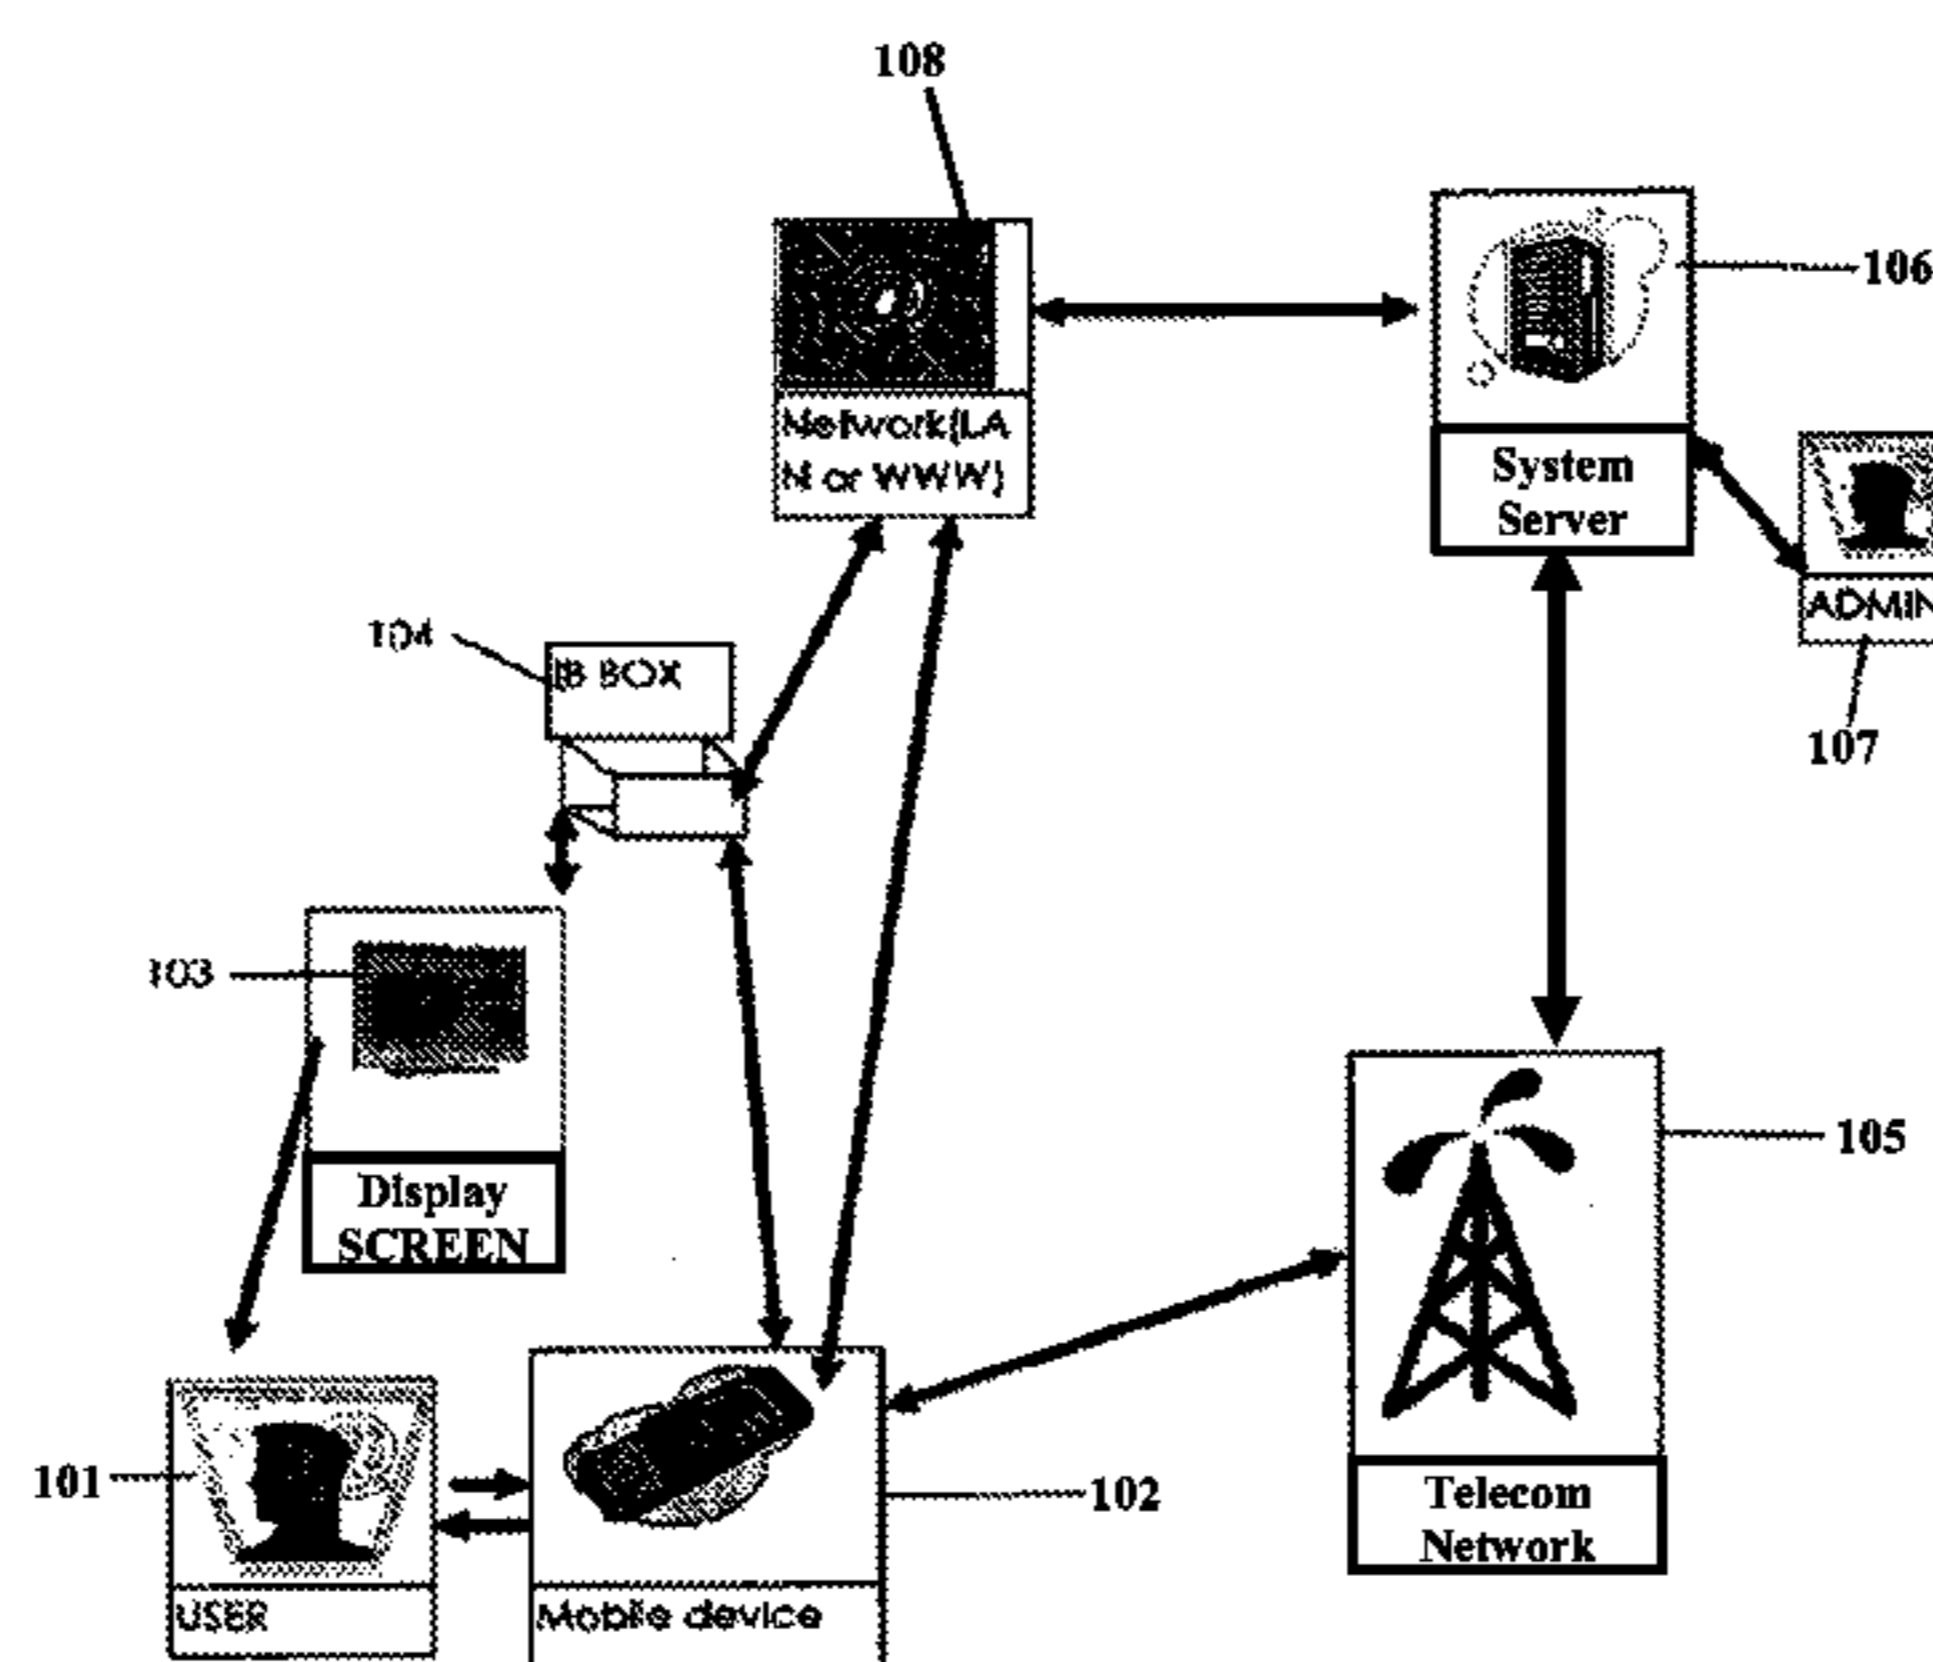 108
106
Network(LA
N or WWW)
System
Server
ADMIN
107
104
IB BOX
103
Display
SCREEN
105
101
102
Telecom
Network
USER
Mobile device